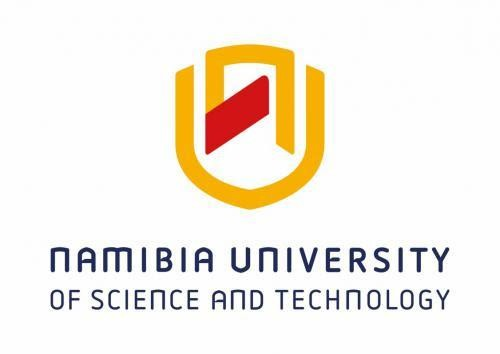 NAMIBIA UNIVERSITY
OF SCIENCE AND TECHNOLOGY